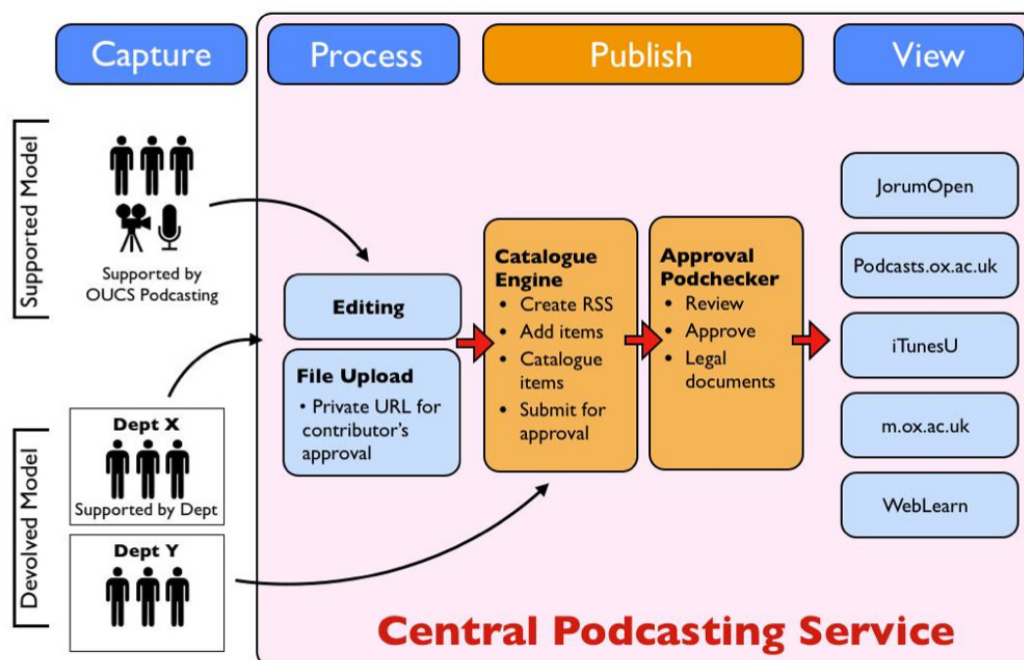 Capture
Process
Publish
View
Supported Model
Supported by
OUCS Podcasting
Devolved Model
Dept X
Supported by Dept
Dept Y
Editing
File Upload
• Private URL for
contributor's
approval
Catalogue
Engine
• Create RSS
• Add items
• Catalogue
items
• Submit for
approval
Approval
Podchecker
• Review
• Approve
• Legal
documents
JorumOpen
Podcasts.ox.ac.uk
iTunesU
m.ox.ac.uk
WebLearn
Central Podcasting Service